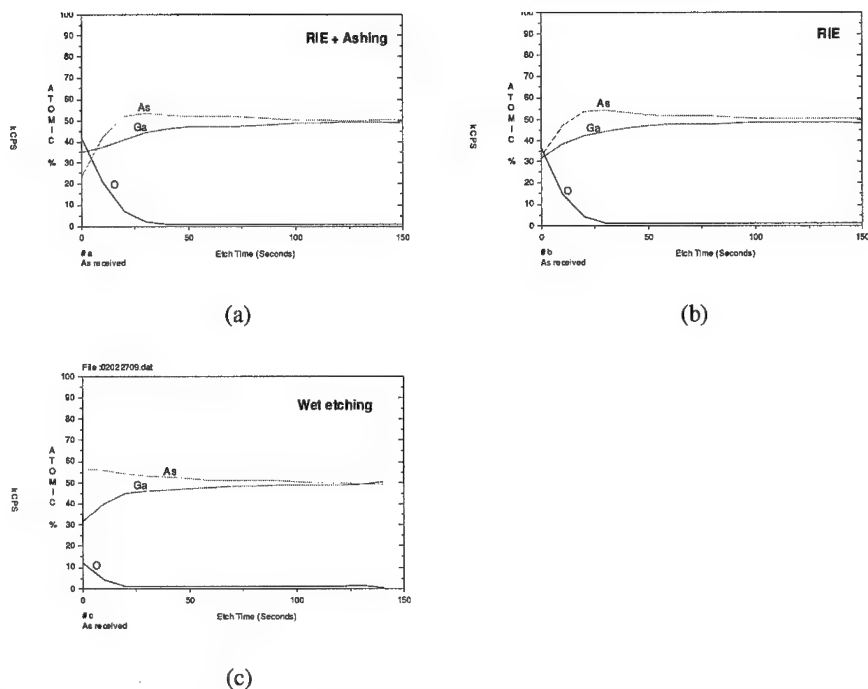 RIE + Ashing
100
90
80
70
60
50
40
30
20
10
0
kCPS
ATOMIC %
As
Ga
O
0
50
100
150
# a
As received
Etch Time (Seconds)
(a)
RIE
100
90
80
70
60
50
40
30
20
10
0
kCPS
ATOMIC %
As
Ga
O
0
50
100
150
# b
As received
Etch Time (Seconds)
(b)
File :02022709.dat
Wet etching
100
90
80
70
60
50
40
30
20
10
0
kCPS
ATOMIC %
As
Ga
O
0
50
100
150
# c
As received
Etch Time (Seconds)
(c)